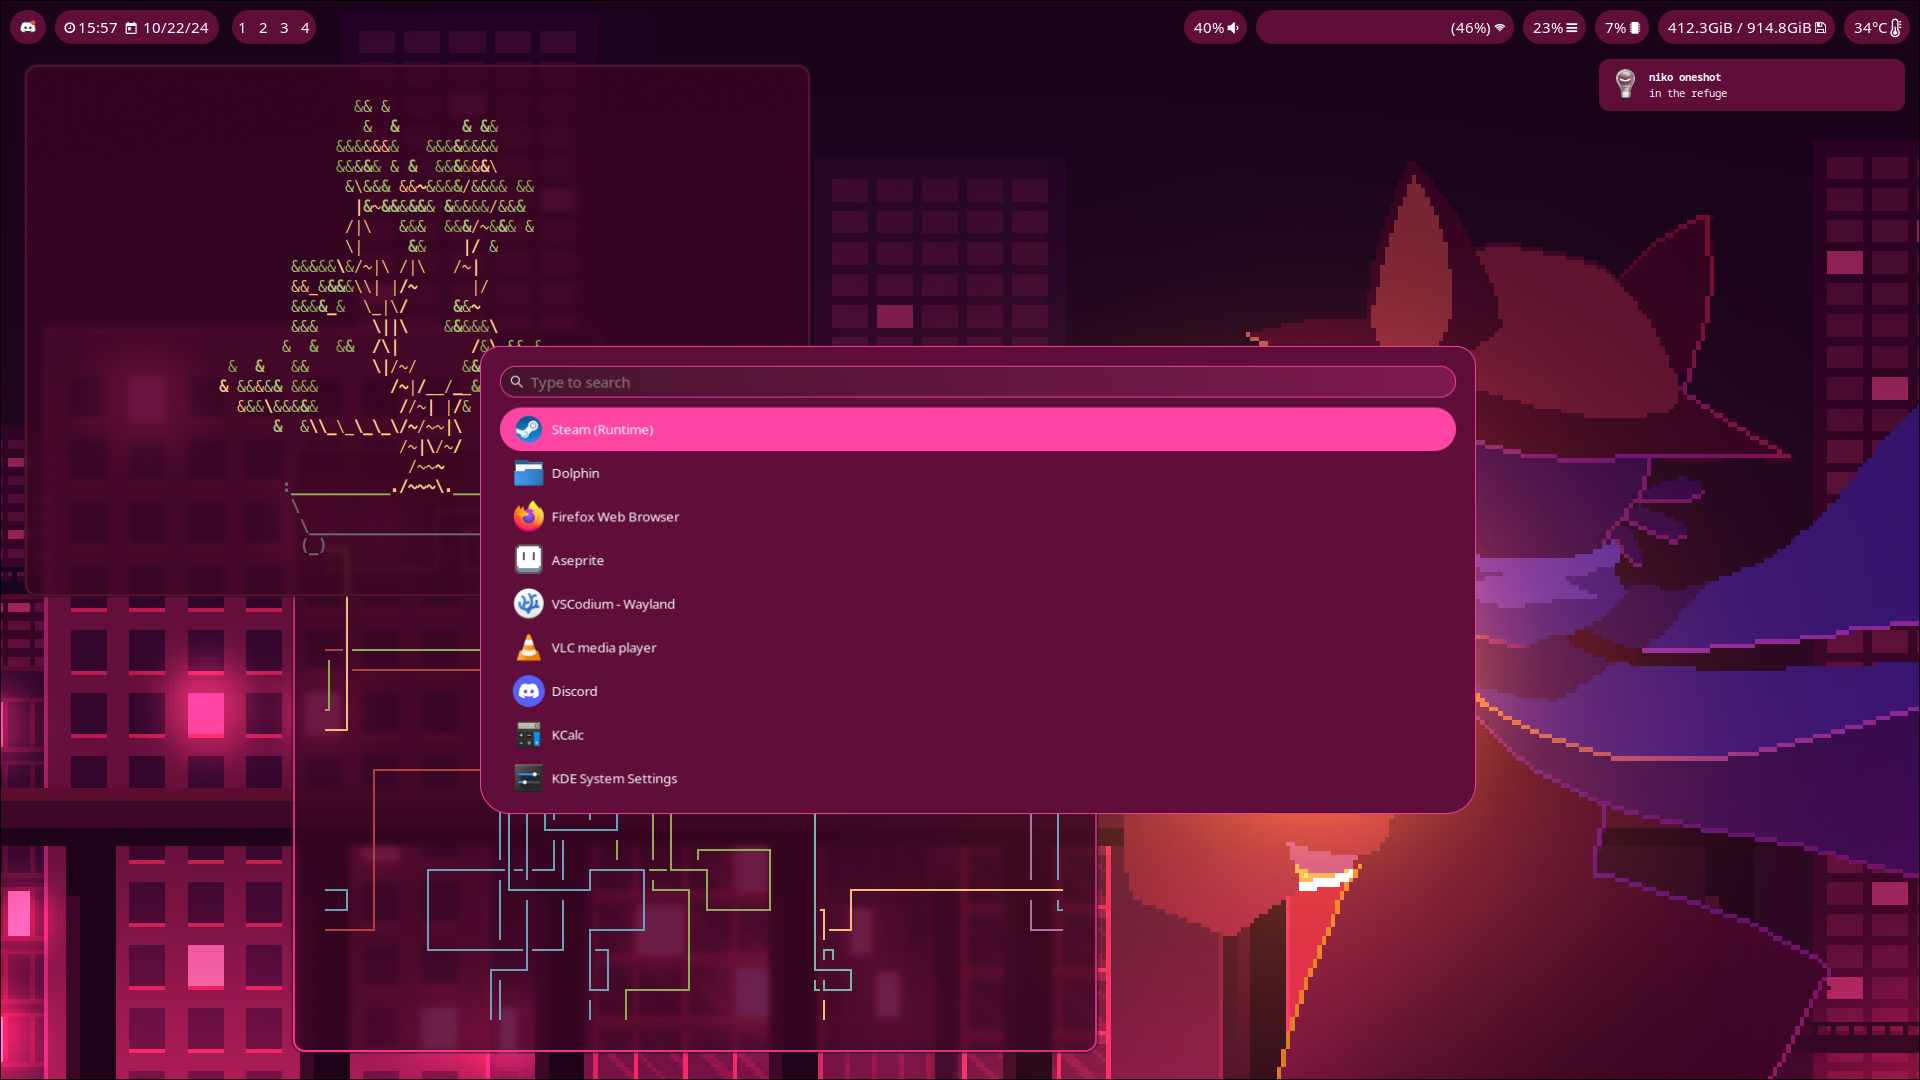 15:57 10/22/24
1 2 3 4
40%
(46%)
23%
7%
412.3GiB / 914.8GiB
34°C
niko oneshot
in the refuge
Type to search
Steam (Runtime)
Dolphin
Firefox Web Browser
Aseprite
VSCodium - Wayland
VLC media player
Discord
KCalc
KDE System Settings